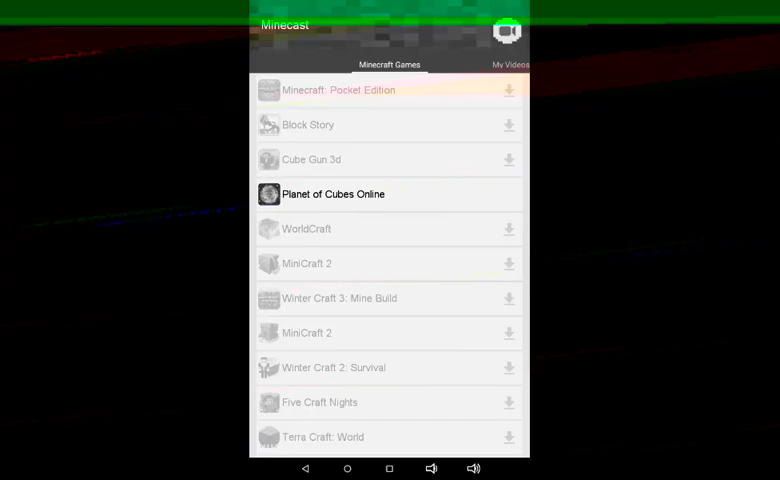 Minecast
Minecraft Games
My Videos
Minecraft: Pocket Edition
Block Story
Cube Gun 3d
Planet of Cubes Online
WorldCraft
MiniCraft 2
Winter Craft 3: Mine Build
MiniCraft 2
Winter Craft 2: Survival
Five Craft Nights
Terra Craft: World